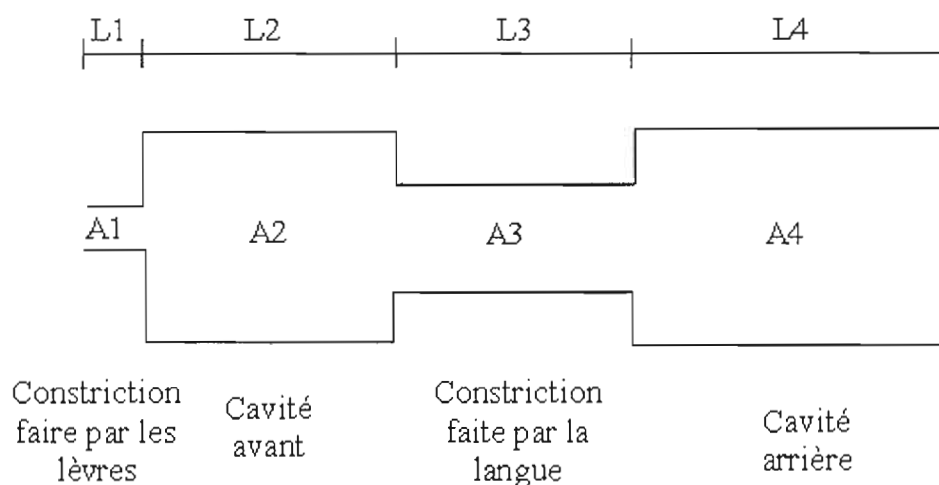 L1 L2 L3 L4
A1 A2 A3 A4
Constriction
faire par les
lèvres
Cavité
avant
Constriction
faite par la
langue
Cavité
arrière